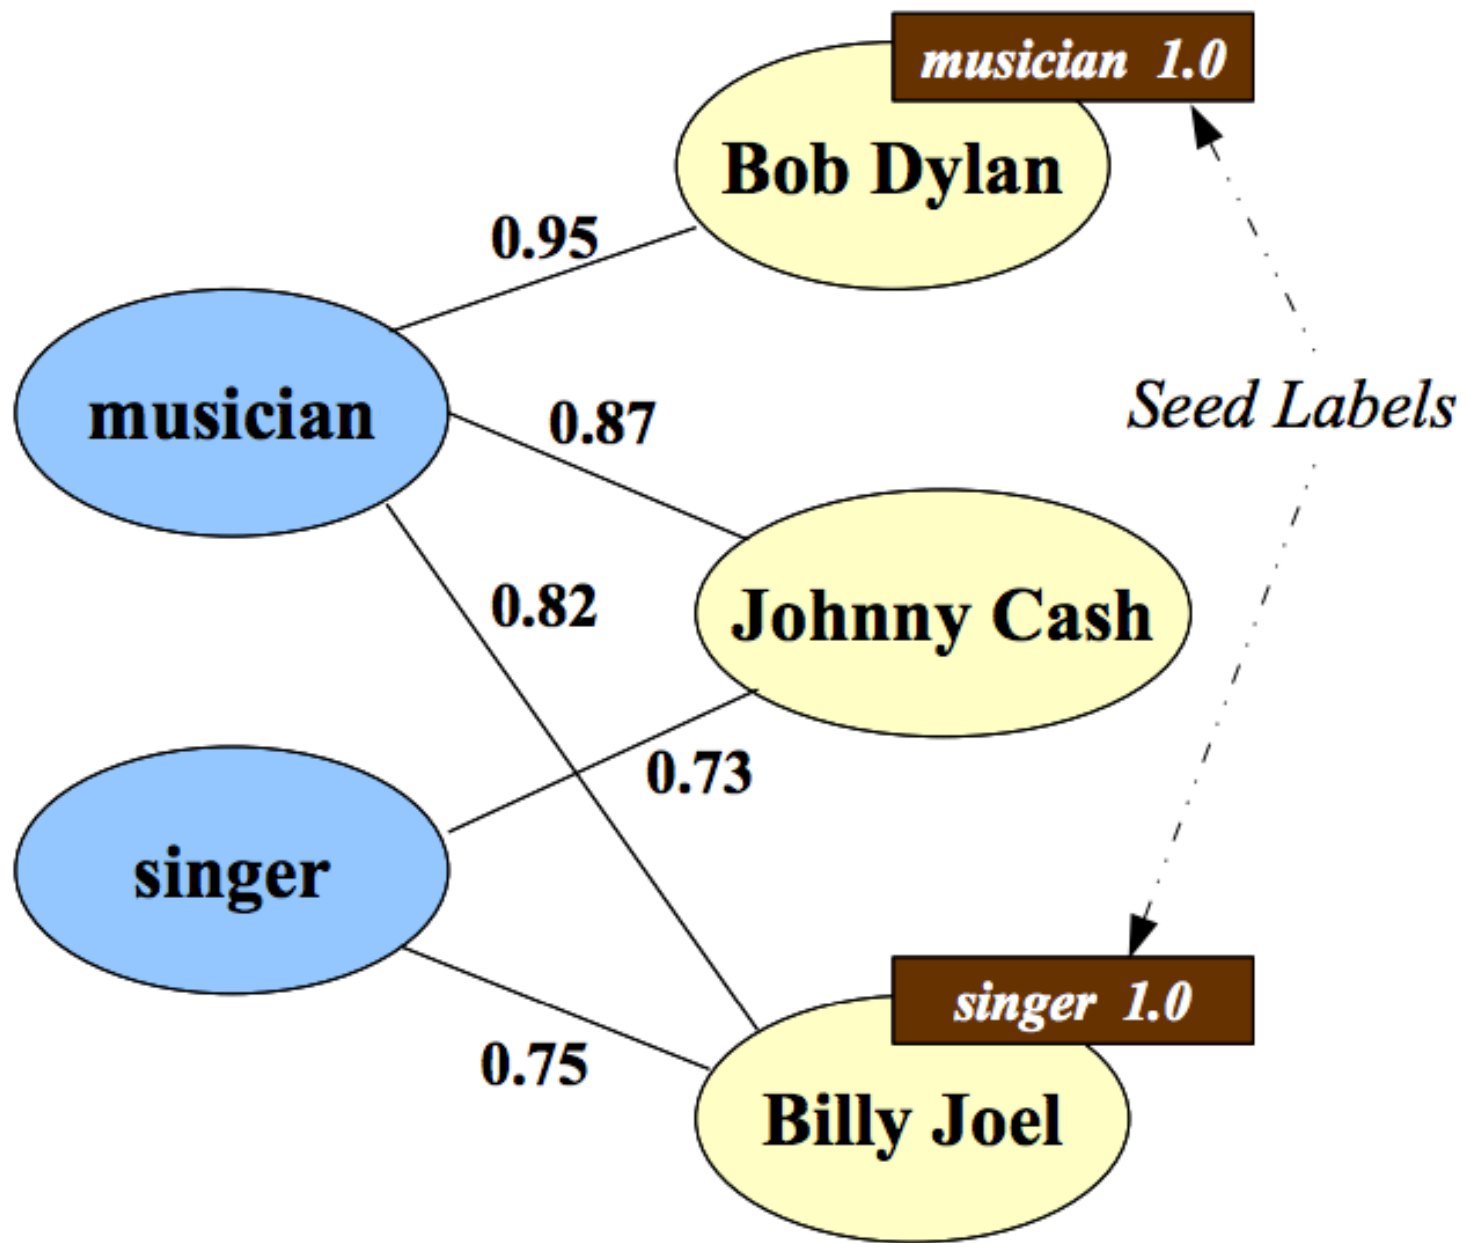 musician 1.0
Bob Dylan
0.95
musician
0.87
Seed Labels
0.82
Johnny Cash
0.73
singer
singer 1.0
0.75
Billy Joel